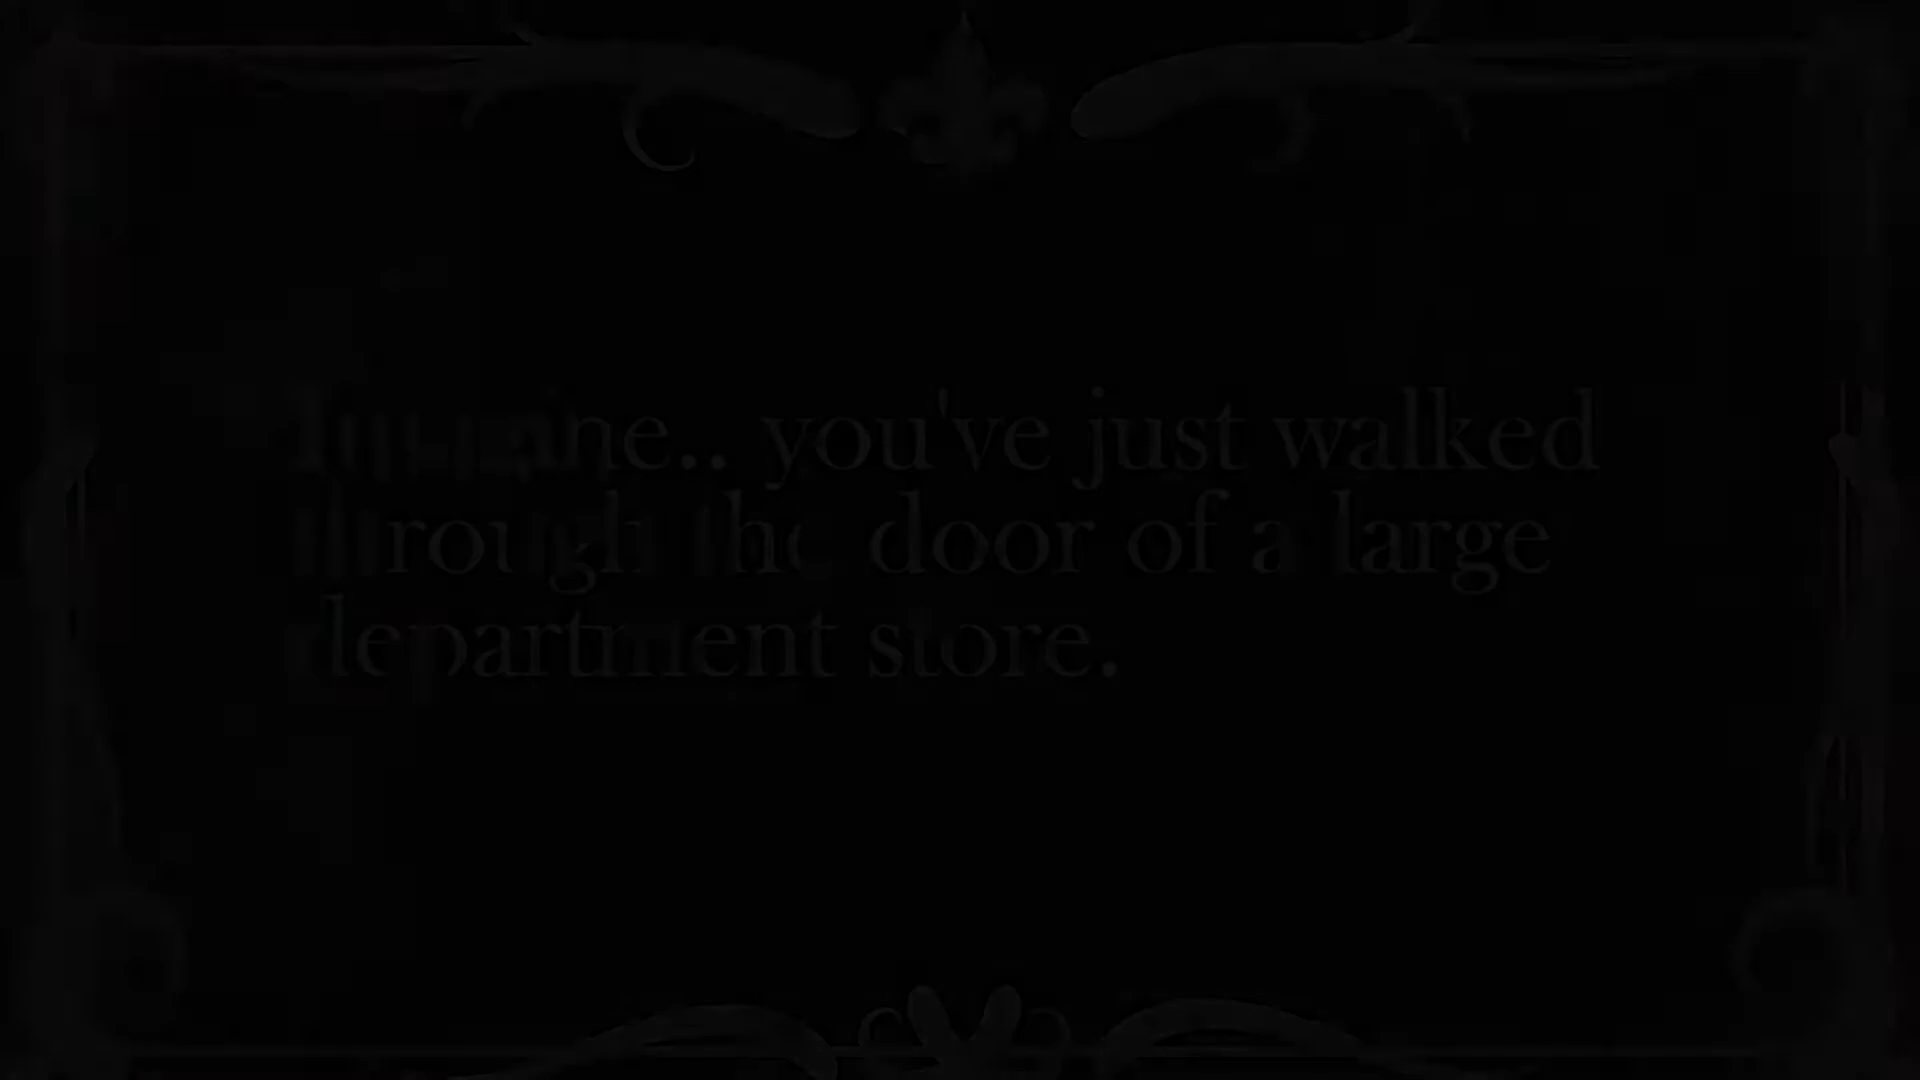 Imagine.. you've just walked
through the door of a large
department store.